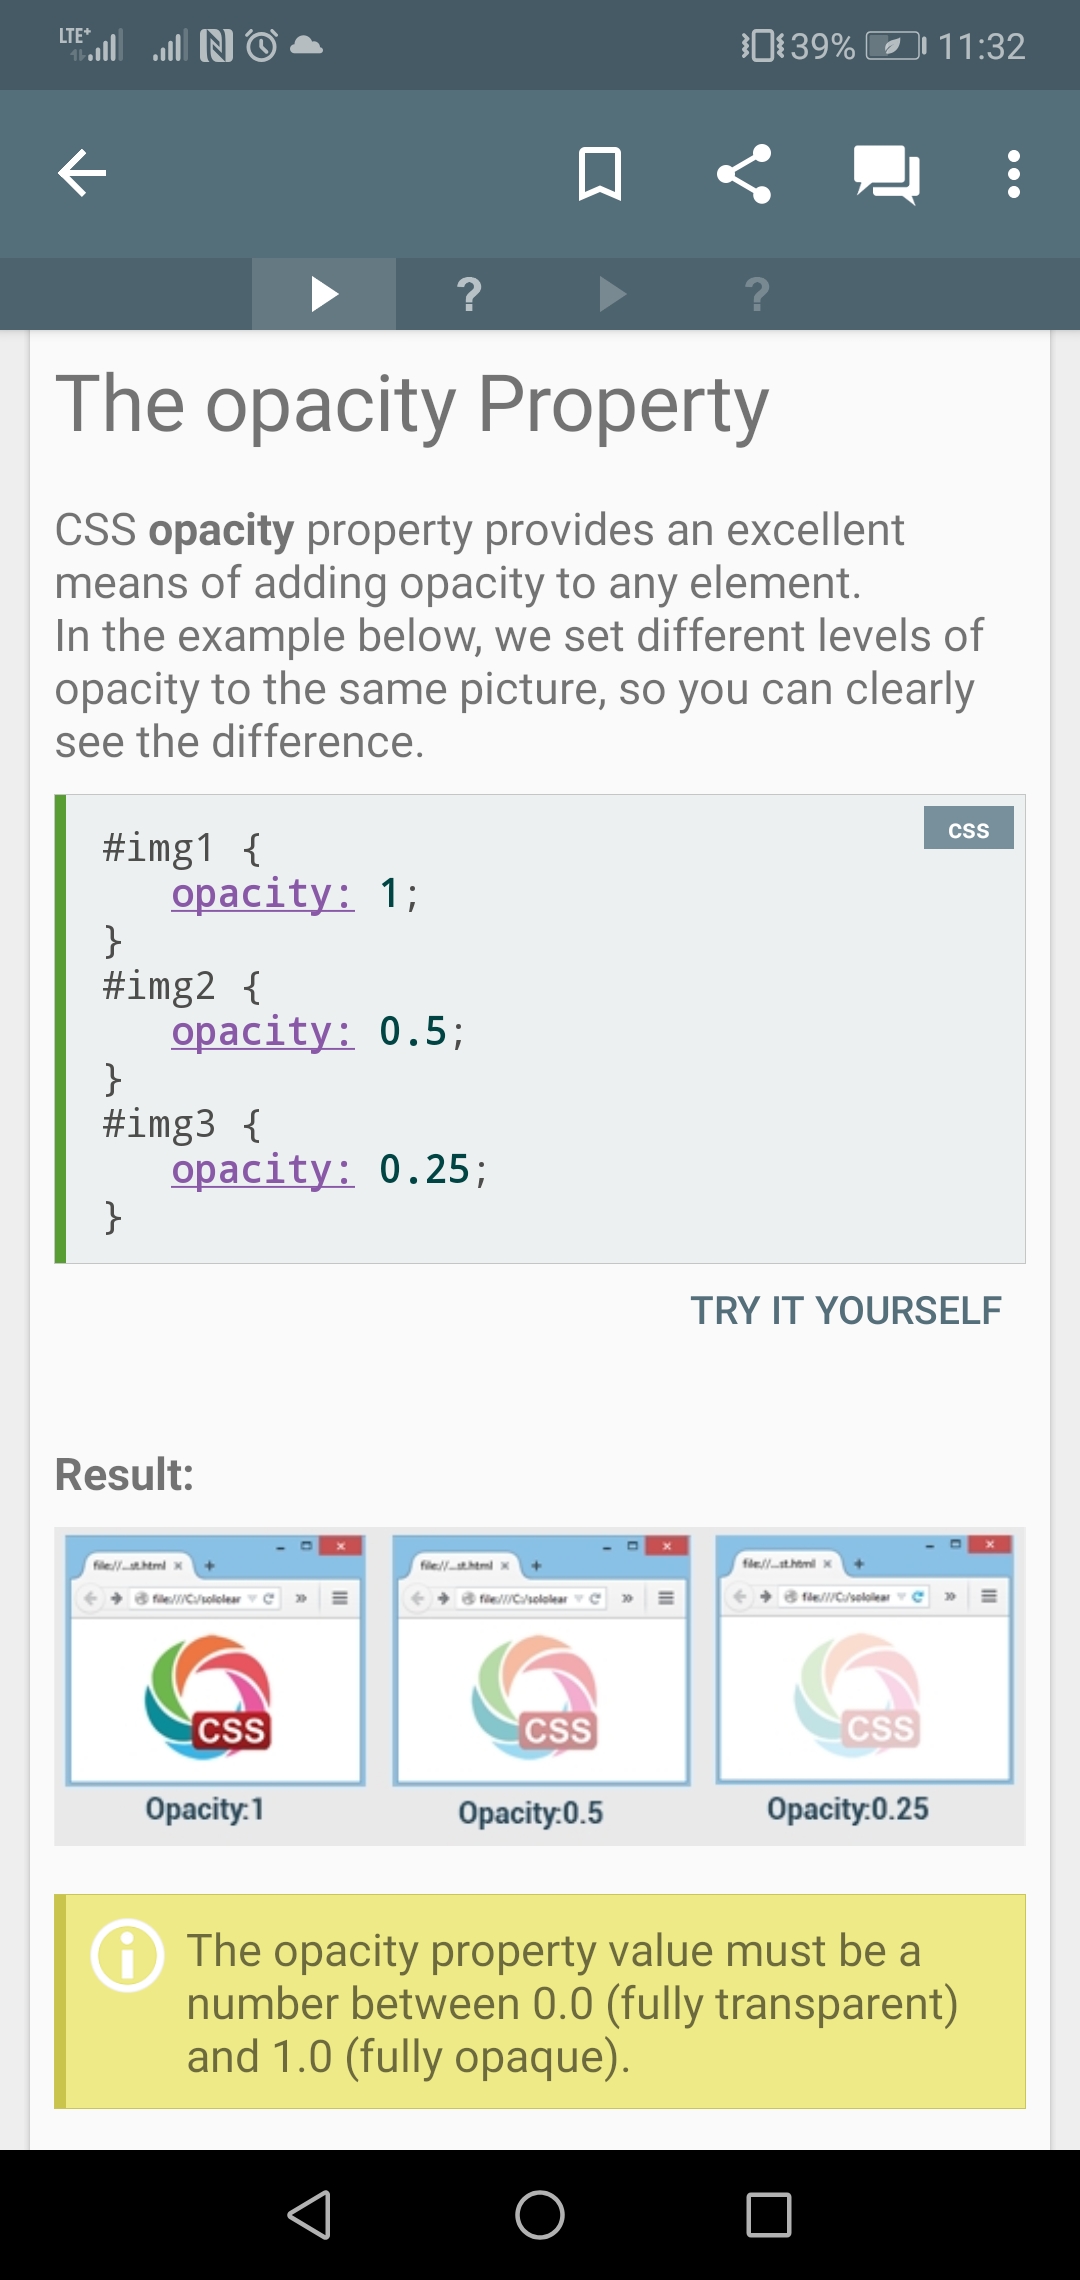 LTE+ 39% 11:32
? ?
The opacity Property
CSS opacity property provides an excellent
means of adding opacity to any element.
In the example below, we set different levels of
opacity to the same picture, so you can clearly
see the difference.
CSS
#img1 {
opacity: 1;
}
#img2 {
opacity: 0.5;
}
#img3 {
opacity: 0.25;
}
TRY IT YOURSELF
Result:
file://...st.html × + file://...st.html × + file://...st.html × +
file:///C:/sololear » file:///C:/sololear » file:///C:/sololear »
CSS CSS CSS
Opacity:1 Opacity:0.5 Opacity:0.25
The opacity property value must be a
number between 0.0 (fully transparent)
and 1.0 (fully opaque).